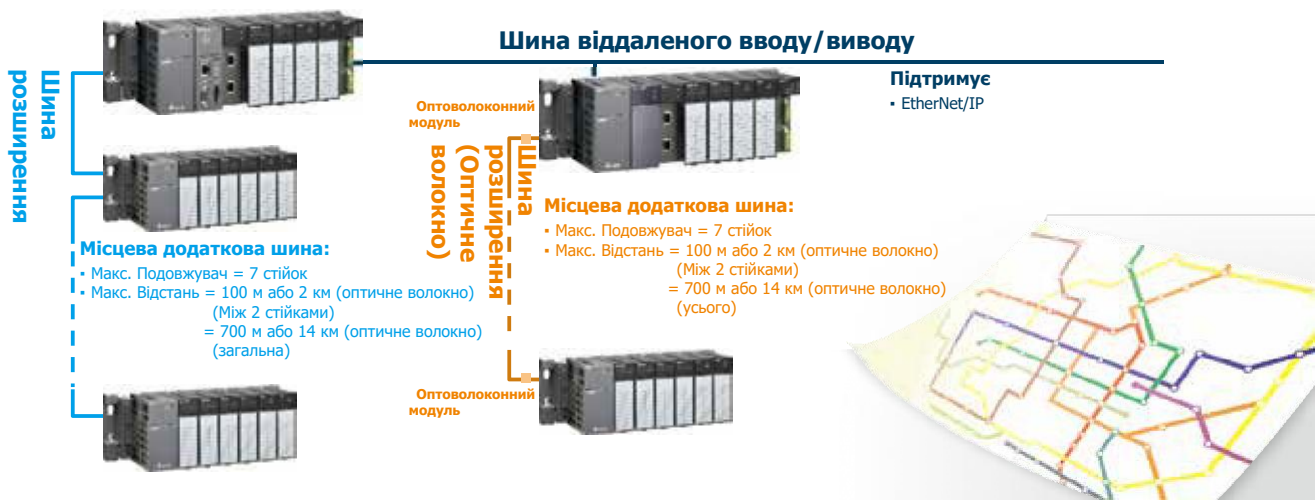 Шина віддаленого вводу/виводу
Підтримує
▪ EtherNet/IP
Шина
розширення
Оптоволоконний
модуль
Шина
розширення
(Оптичне
волокно)
Місцева додаткова шина:
▪ Макс. Подовжувач = 7 стійок
▪ Макс. Відстань = 100 м або 2 км (оптичне волокно)
(Між 2 стійками)
= 700 м або 14 км (оптичне волокно)
(загальна)
Місцева додаткова шина:
▪ Макс. Подовжувач = 7 стійок
▪ Макс. Відстань = 100 м або 2 км (оптичне волокно)
(Між 2 стійками)
= 700 м або 14 км (оптичне волокно)
(усього)
Оптоволоконний
модуль